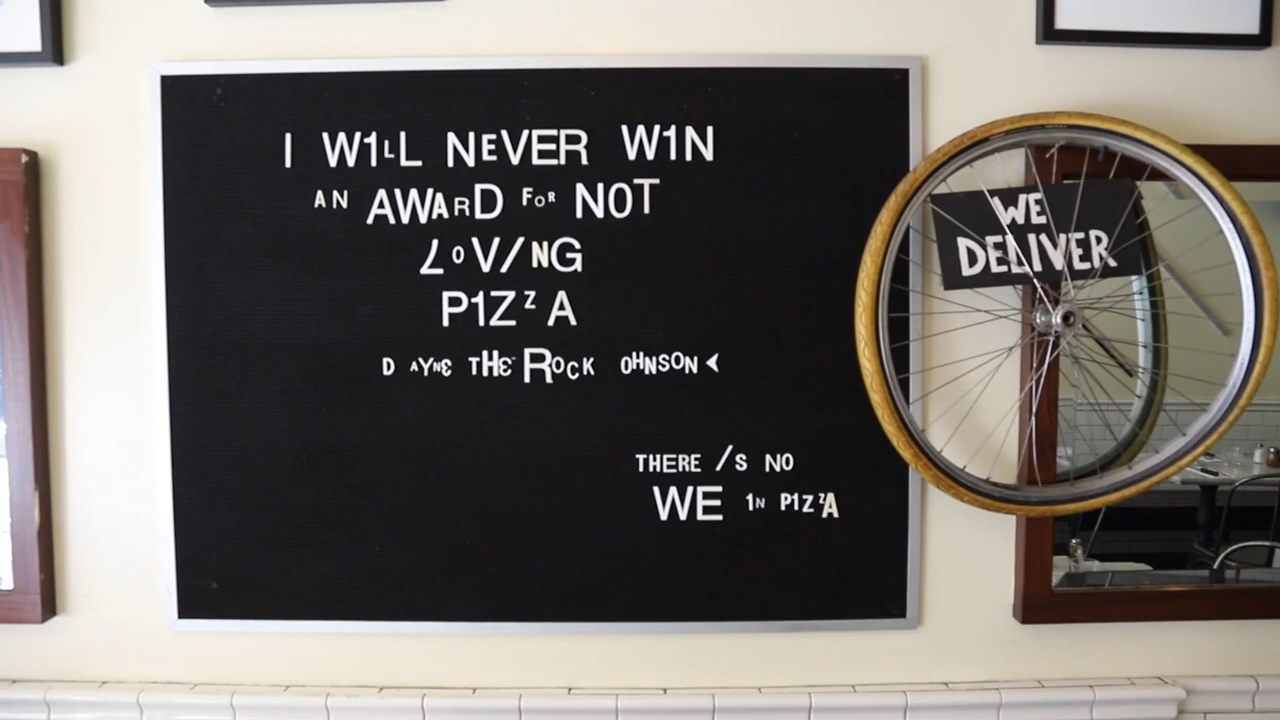 I W1LL NEVER W1N
AN AWARD FOR NOT
LOV/NG
P1ZZA
D AYNE THE ROCK OHNSON
THERE /S NO
WE 1N P1ZZA
WE
DELIVER